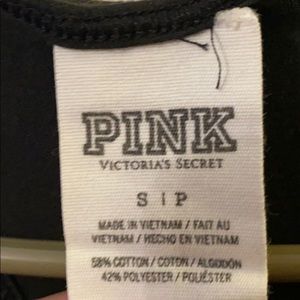 PINK
VICTORIA'S SECRET
S | P
MADE IN VIETNAM / FAIT AU
VIETNAM / HECHO EN VIETNAM
58% COTTON / COTON / ALGODÓN
42% POLYESTER / POLIÉSTER